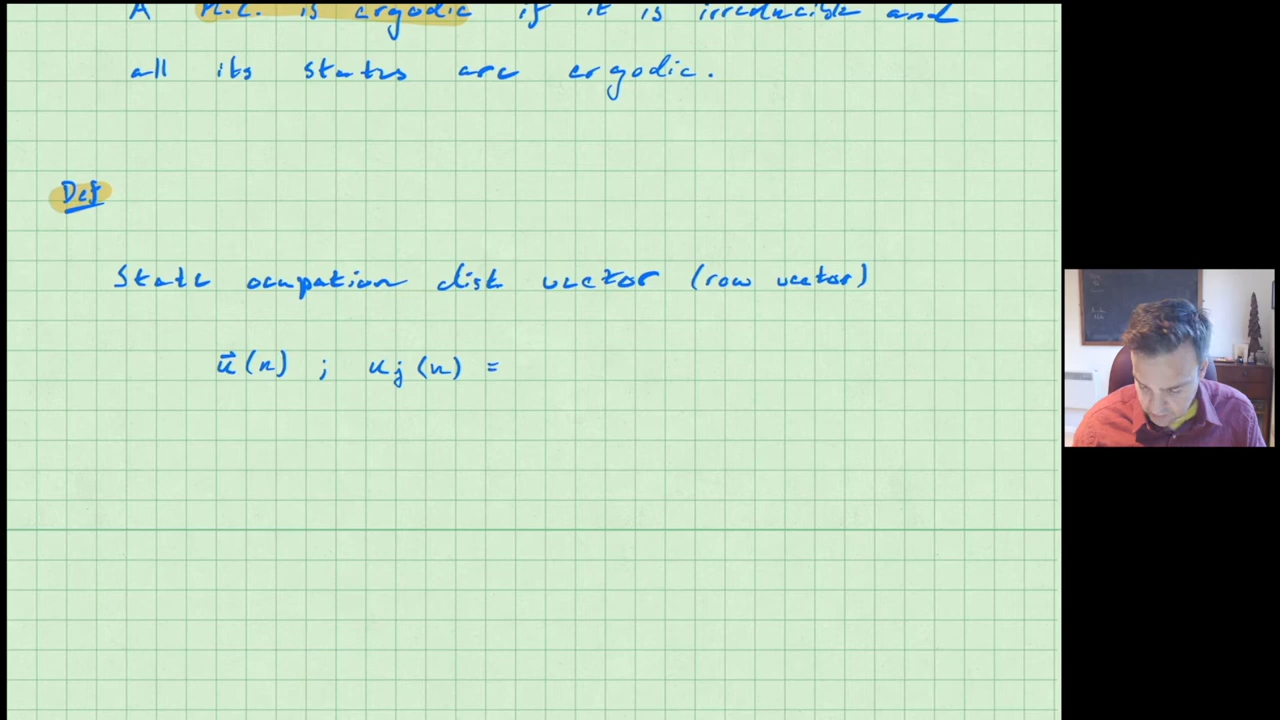 A M.C. is ergodic if it is irreducible and
all its states are ergodic.
Def
State ocupation dist vector (row vector)
u⃗(n) ; uj(n) =